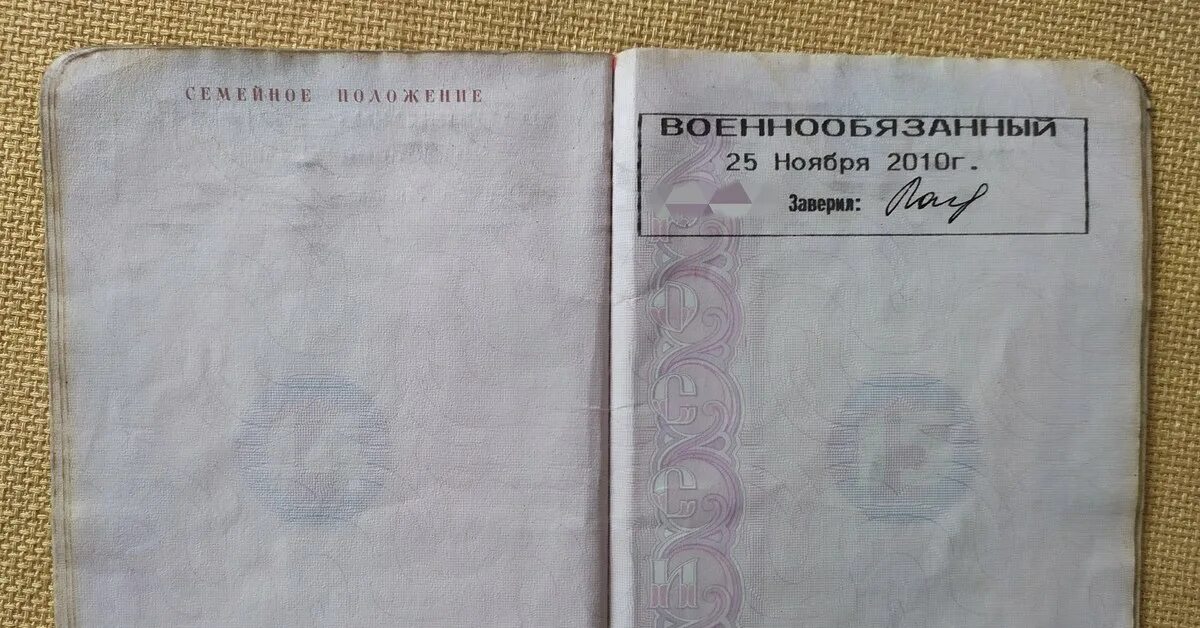 СЕМЕЙНОЕ ПОЛОЖЕНИЕ
ВОЕННООБЯЗАННЫЙ
25 Ноября 2010г.
Заверил: